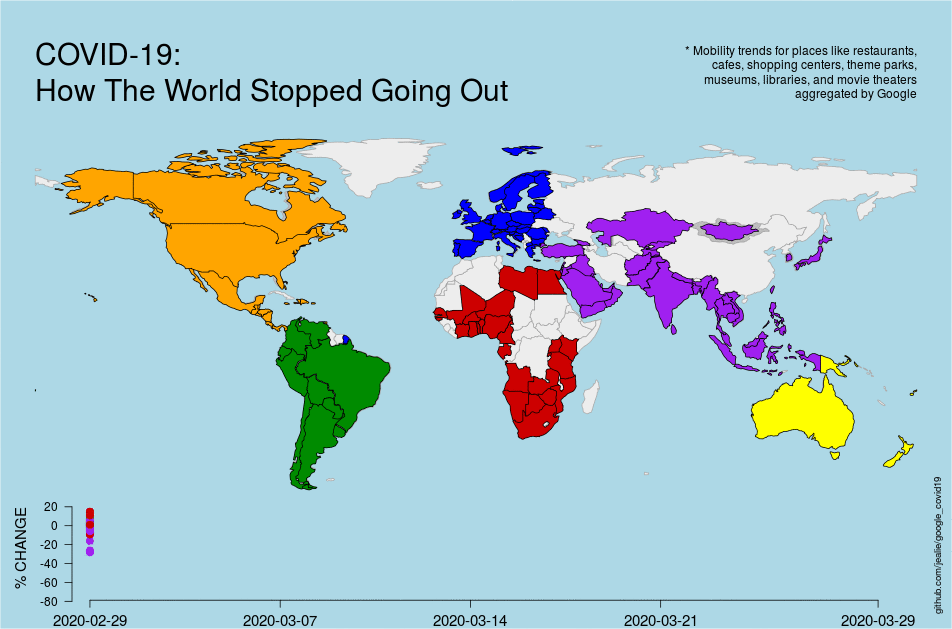 COVID-19:
How The World Stopped Going Out
* Mobility trends for places like restaurants,
cafes, shopping centers, theme parks,
museums, libraries, and movie theaters
aggregated by Google
% CHANGE
20
0
-20
-40
-60
-80
2020-02-29
2020-03-07
2020-03-14
2020-03-21
2020-03-29
github.com/jealie/google_covid19